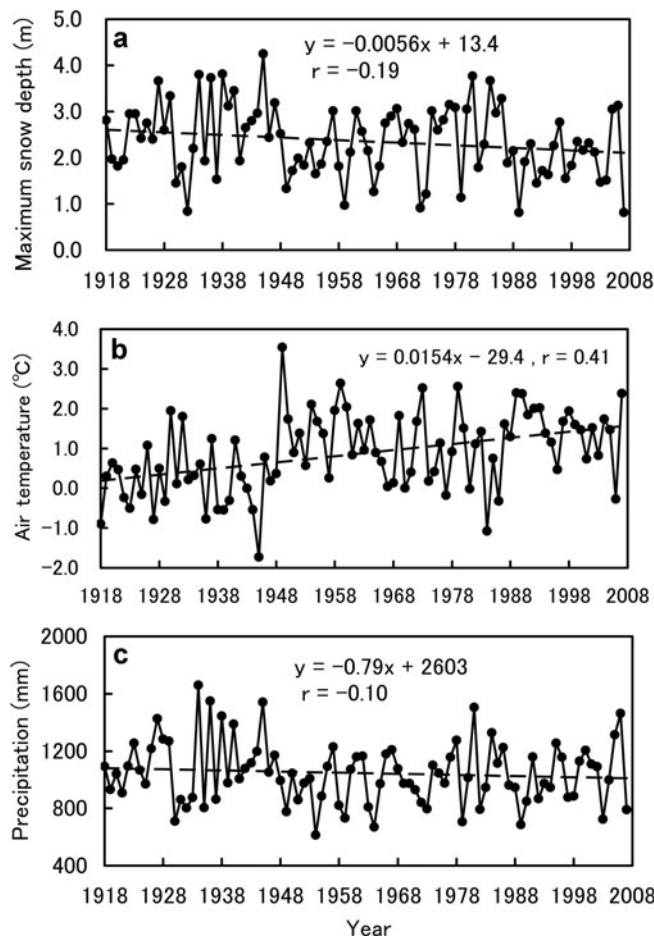 a
y = −0.0056x + 13.4
r = −0.19
Maximum snow depth (m)
5.0
4.0
3.0
2.0
1.0
0.0
1918 1928 1938 1948 1958 1968 1978 1988 1998 2008
b
y = 0.0154x − 29.4 , r = 0.41
Air temperature (℃)
4.0
3.0
2.0
1.0
0.0
−1.0
−2.0
1918 1928 1938 1948 1958 1968 1978 1988 1998 2008
c
y = −0.79x + 2603
r = −0.10
Precipitation (mm)
2000
1600
1200
800
400
1918 1928 1938 1948 1958 1968 1978 1988 1998 2008
Year